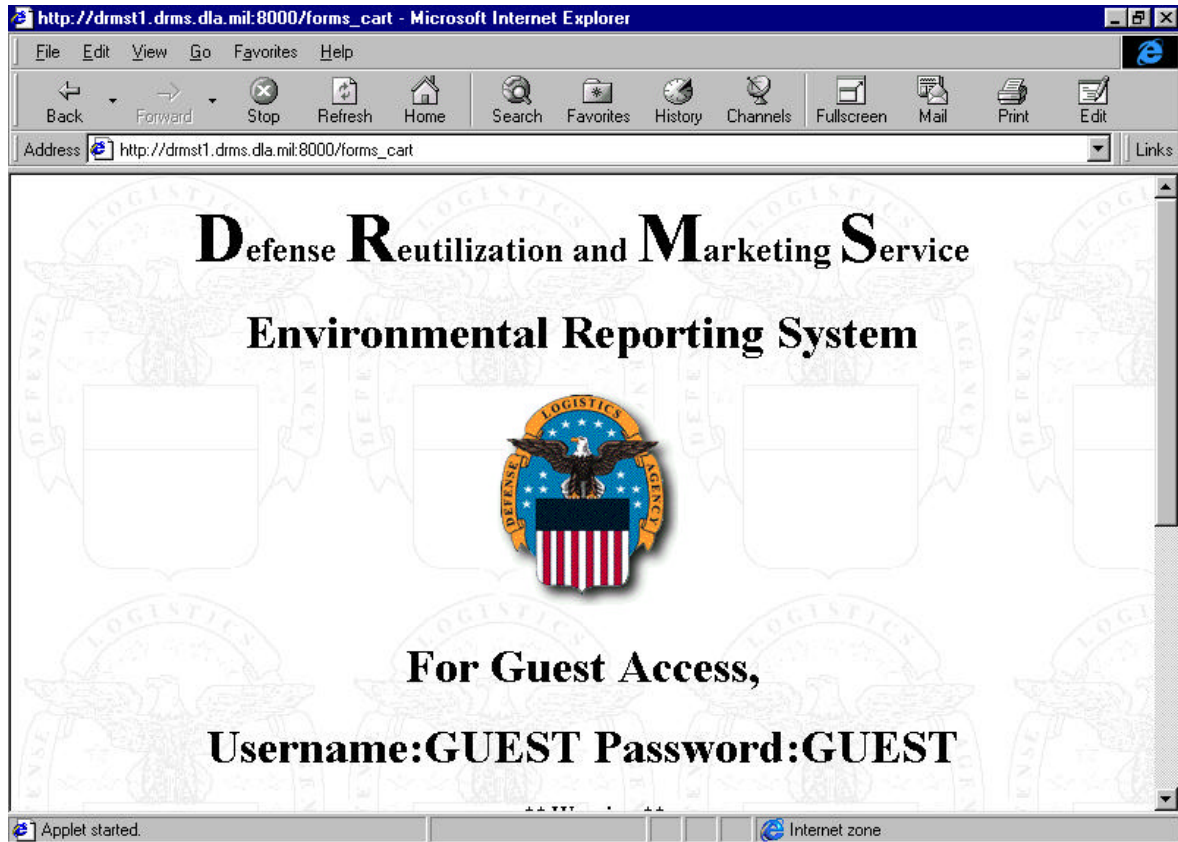 http://drmst1.drms.dla.mil:8000/forms_cart - Microsoft Internet Explorer
File Edit View Go Favorites Help
Back Forward Stop Refresh Home Search Favorites History Channels Fullscreen Mail Print Edit
Address http://drmst1.drms.dla.mil:8000/forms_cart Links
Defense Reutilization and Marketing Service
Environmental Reporting System
DEFENSE LOGISTICS AGENCY
For Guest Access,
Username:GUEST Password:GUEST
Applet started. Internet zone